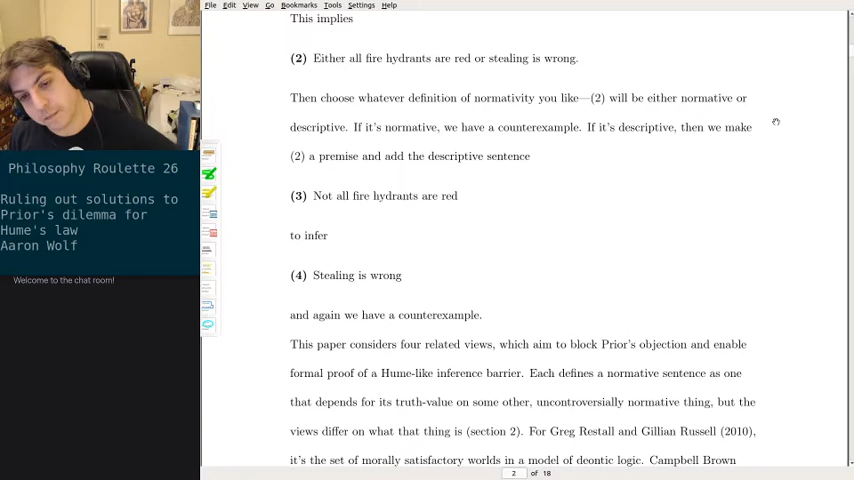 File Edit View Go Bookmarks Tools Settings Help
This implies
(2) Either all fire hydrants are red or stealing is wrong.
Then choose whatever definition of normativity you like—(2) will be either normative or
descriptive. If it's normative, we have a counterexample. If it's descriptive, then we make
(2) a premise and add the descriptive sentence
(3) Not all fire hydrants are red
to infer
(4) Stealing is wrong
and again we have a counterexample.
This paper considers four related views, which aim to block Prior's objection and enable
formal proof of a Hume-like inference barrier. Each defines a normative sentence as one
that depends for its truth-value on some other, uncontroversially normative thing, but the
views differ on what that thing is (section 2). For Greg Restall and Gillian Russell (2010),
it's the set of morally satisfactory worlds in a model of deontic logic. Campbell Brown
2 of 18
Philosophy Roulette 26
Ruling out solutions to
Prior's dilemma for
Hume's law
Aaron Wolf
Welcome to the chat room!